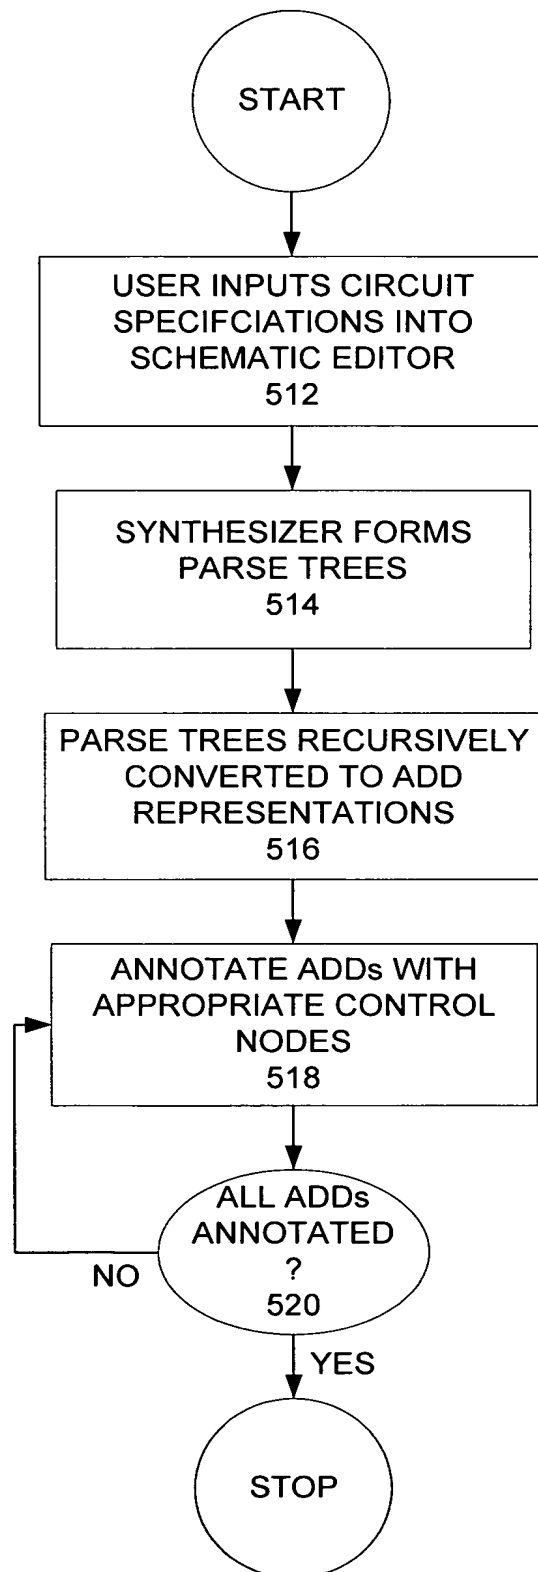 START
USER INPUTS CIRCUIT
SPECIFCIATIONS INTO
SCHEMATIC EDITOR
512
SYNTHESIZER FORMS
PARSE TREES
514
PARSE TREES RECURSIVELY
CONVERTED TO ADD
REPRESENTATIONS
516
ANNOTATE ADDs WITH
APPROPRIATE CONTROL
NODES
518
ALL ADDs
ANNOTATED
?
520
NO
YES
STOP